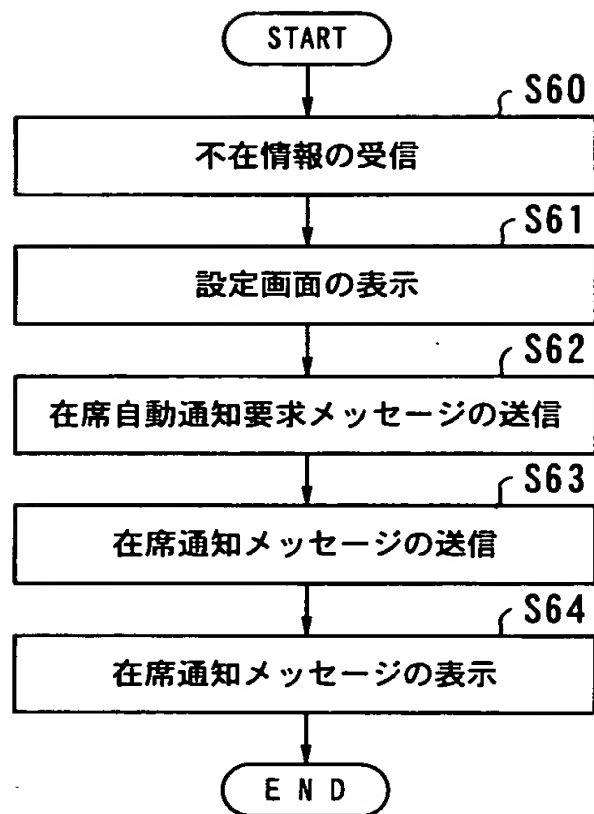 START
S60
不在情報の受信
S61
設定画面の表示
S62
在席自動通知要求メッセージの送信
S63
在席通知メッセージの送信
S64
在席通知メッセージの表示
END